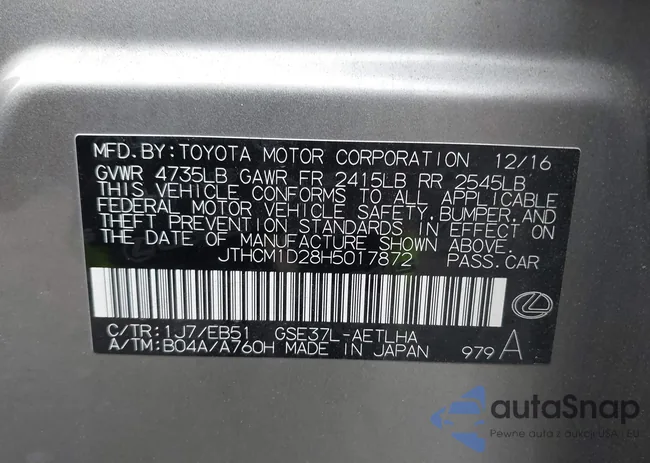 MFD.BY:TOYOTA MOTOR CORPORATION 12/16
GVWR 4735LB GAWR FR 2415LB RR 2545LB
THIS VEHICLE CONFORMS TO ALL APPLICABLE
FEDERAL MOTOR VEHICLE SAFETY,BUMPER,AND
THEFT PREVENTION STANDARDS IN EFFECT ON
THE DATE OF MANUFACTURE SHOWN ABOVE.
JTHCM1D28H5017872 PASS.CAR
C/TR:1J7/EB51 GSE37L-AETLHA
A/TM:B04A/A760H MADE IN JAPAN 979 A
autoSnap
Pewne auta z aukcji USA i EU